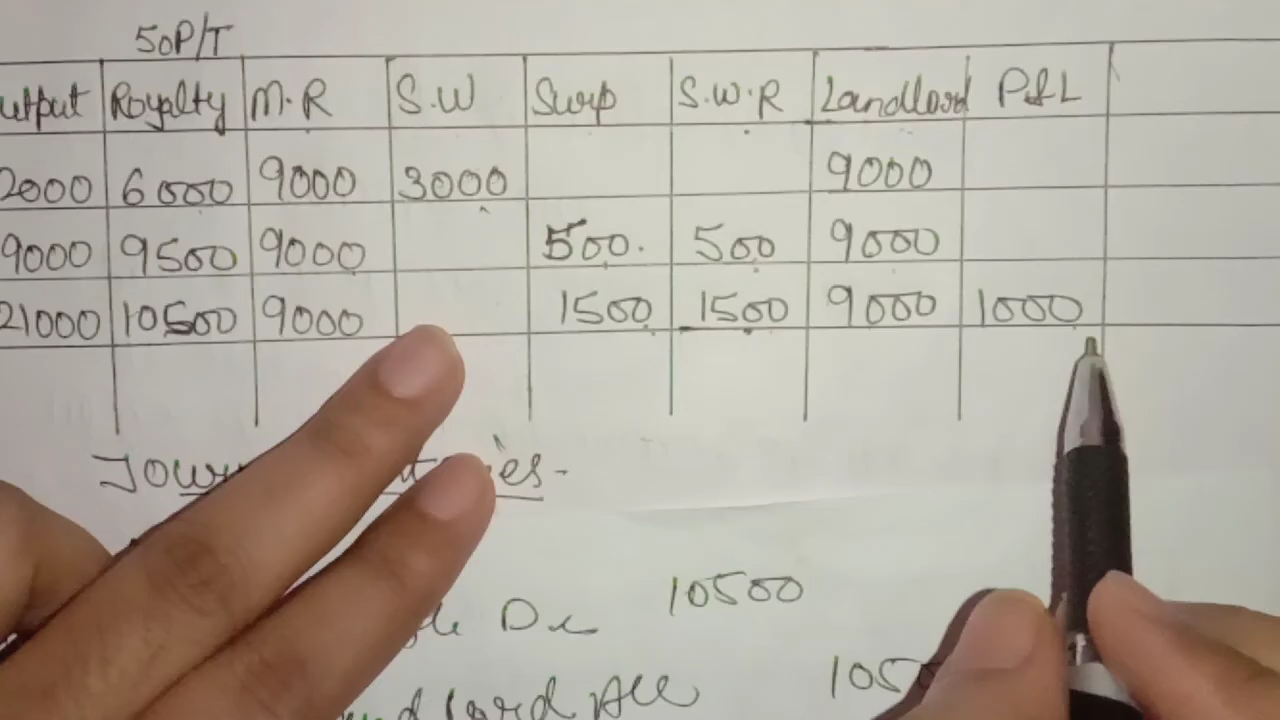 50P/T
utput Royalty M.R S.W Surp S.W.R Landlord P&L
2000 6000 9000 3000 9000
9000 9500 9000 500. 500 9000
21000 10500 9000 1500 1500 9000 1000
Dr 10500
A/c